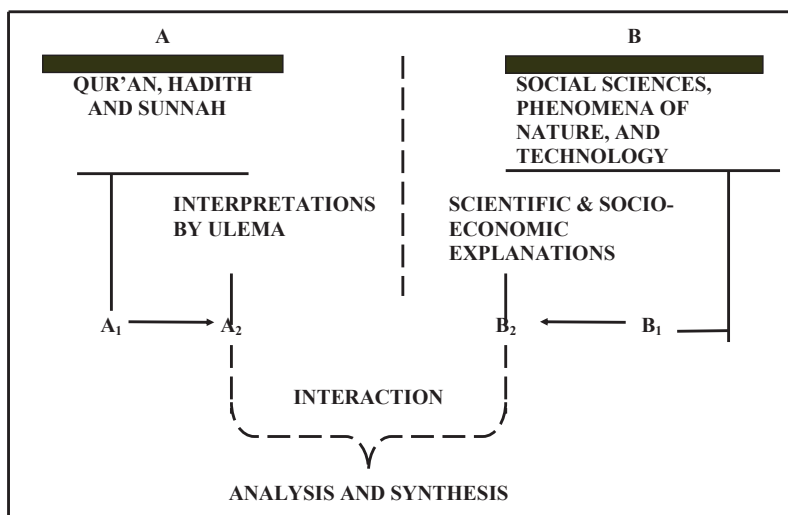 A
B
QUR’AN, HADITH
AND SUNNAH
SOCIAL SCIENCES,
PHENOMENA OF
NATURE, AND
TECHNOLOGY
INTERPRETATIONS
BY ULEMA
SCIENTIFIC & SOCIO-
ECONOMIC
EXPLANATIONS
A₁
A₂
B₂
B₁
INTERACTION
ANALYSIS AND SYNTHESIS